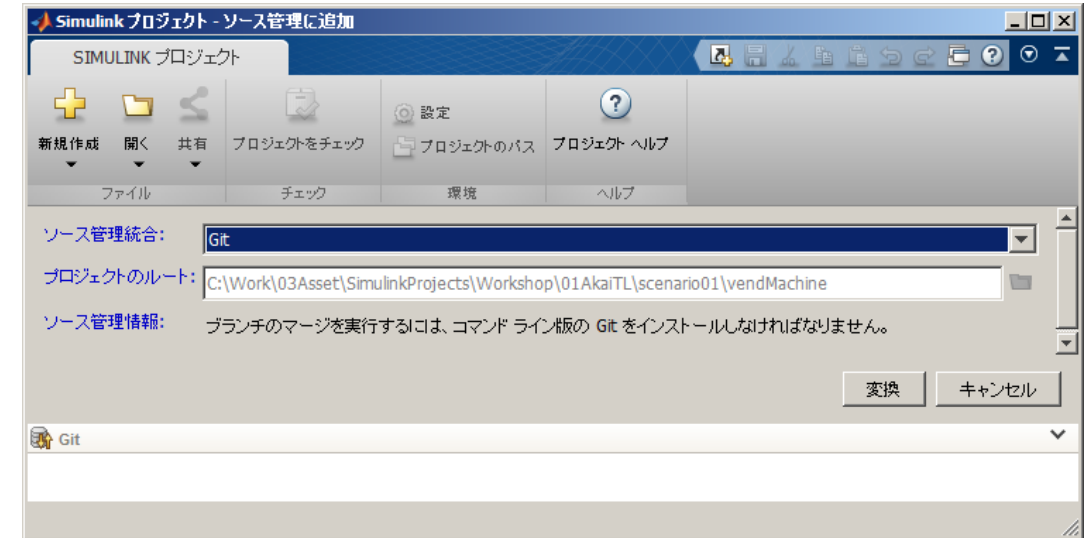 Simulink プロジェクト - ソース管理に追加
SIMULINK プロジェクト
新規作成 開く 共有 プロジェクトをチェック 設定 プロジェクトのパス プロジェクト ヘルプ
ファイル チェック 環境 ヘルプ
ソース管理統合: Git
プロジェクトのルート: C:\Work\03Asset\SimulinkProjects\Workshop\01AkaiTL\scenario01\vendMachine
ソース管理情報: ブランチのマージを実行するには、コマンド ライン版の Git をインストールしなければなりません。
変換 キャンセル
Git